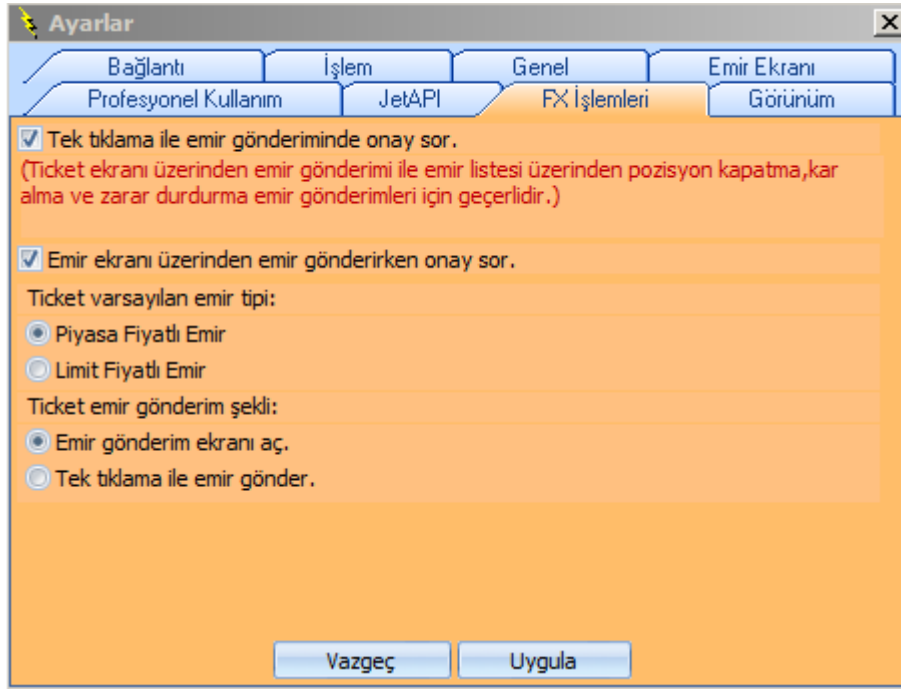 Ayarlar
Bağlantı İşlem Genel Emir Ekranı
Profesyonel Kullanım JetAPI FX İşlemleri Görünüm
Tek tıklama ile emir gönderiminde onay sor.
(Ticket ekranı üzerinden emir gönderimi ile emir listesi üzerinden pozisyon kapatma,kar
alma ve zarar durdurma emir gönderimleri için geçerlidir.)
Emir ekranı üzerinden emir gönderirken onay sor.
Ticket varsayılan emir tipi:
Piyasa Fiyatlı Emir
Limit Fiyatlı Emir
Ticket emir gönderim şekli:
Emir gönderim ekranı aç.
Tek tıklama ile emir gönder.
Vazgeç Uygula